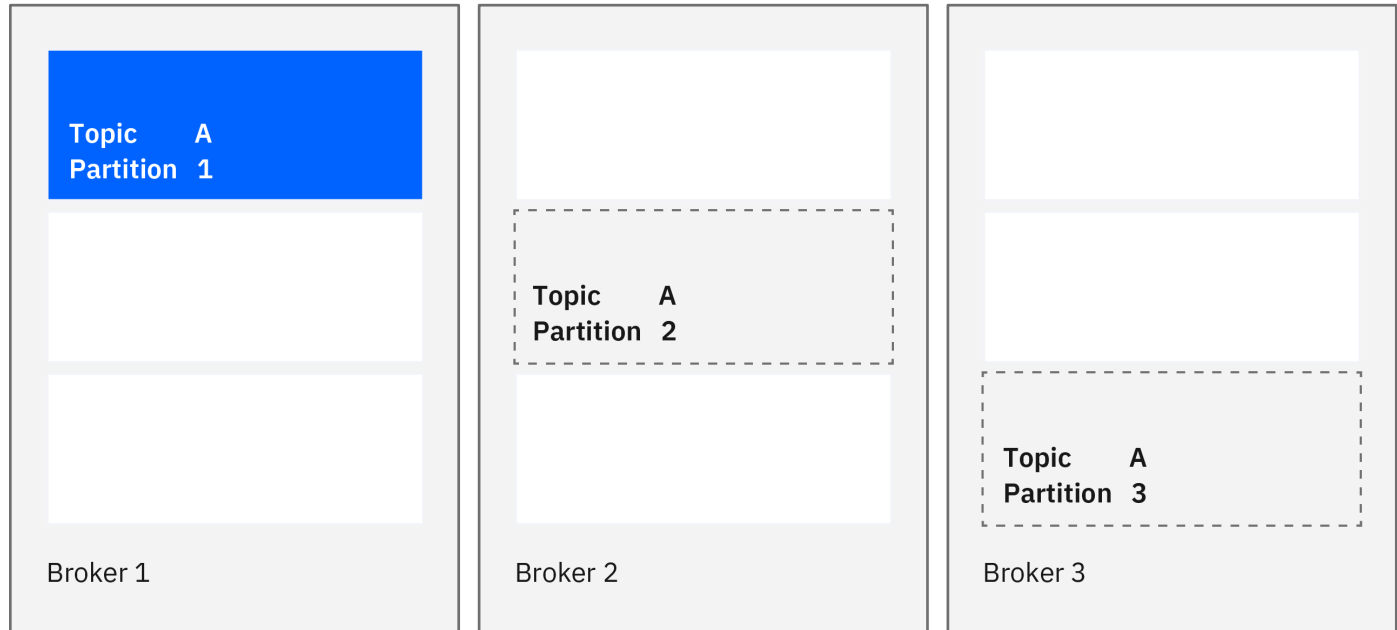 Topic A
Partition 1
Broker 1
Topic A
Partition 2
Broker 2
Topic A
Partition 3
Broker 3